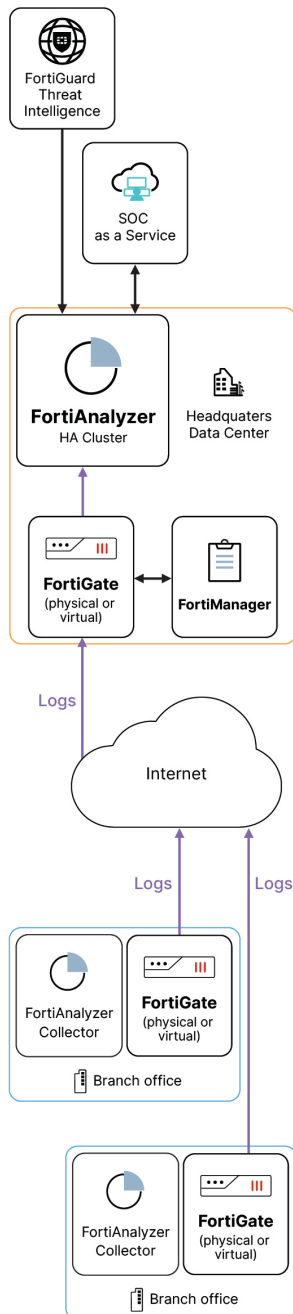 FortiGuard
Threat
Intelligence
SOC
as a Service
FortiAnalyzer
HA Cluster
Headquaters
Data Center
FortiGate
(physical or
virtual)
FortiManager
Logs
Internet
Logs
Logs
FortiAnalyzer
Collector
FortiGate
(physical or
virtual)
Branch office
FortiAnalyzer
Collector
FortiGate
(physical or
virtual)
Branch office